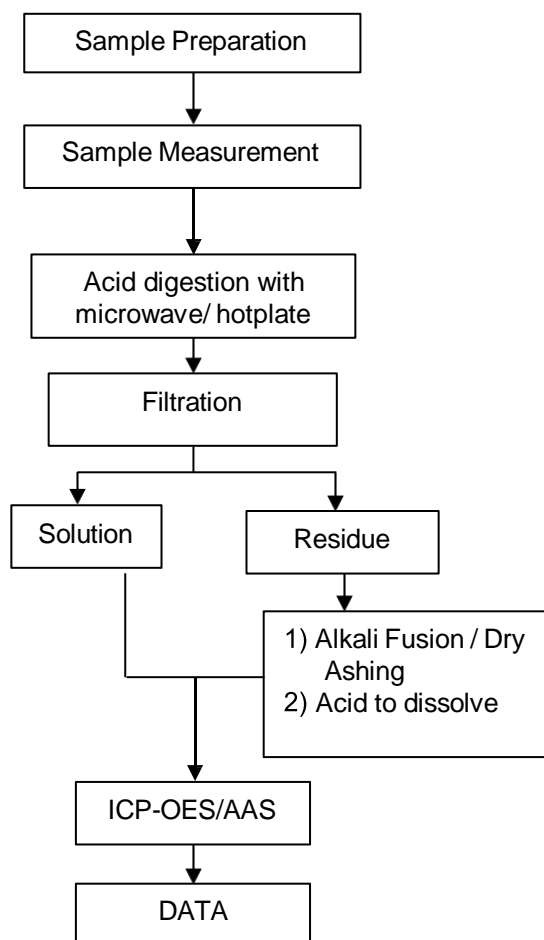 Sample Preparation
Sample Measurement
Acid digestion with
microwave/ hotplate
Filtration
Solution
Residue
1) Alkali Fusion / Dry
Ashing
2) Acid to dissolve
ICP-OES/AAS
DATA